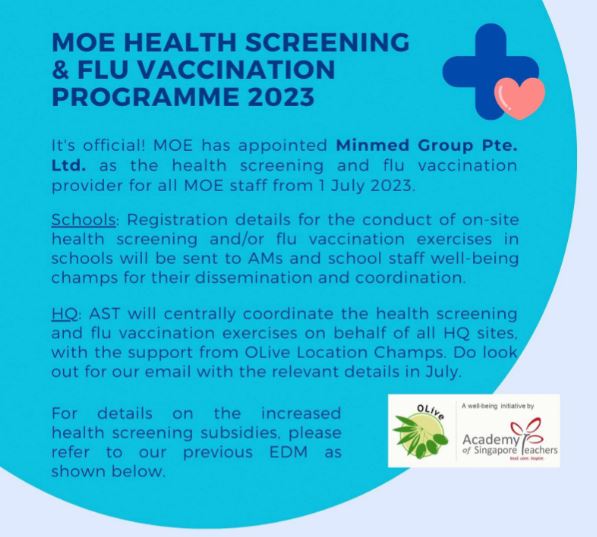 MOE HEALTH SCREENING
& FLU VACCINATION
PROGRAMME 2023
It's official! MOE has appointed Minmed Group Pte.
Ltd. as the health screening and flu vaccination
provider for all MOE staff from 1 July 2023.
Schools: Registration details for the conduct of on-site
health screening and/or flu vaccination exercises in
schools will be sent to AMs and school staff well-being
champs for their dissemination and coordination.
HQ: AST will centrally coordinate the health screening
and flu vaccination exercises on behalf of all HQ sites,
with the support from OLive Location Champs. Do look
out for our email with the relevant details in July.
For details on the increased
health screening subsidies, please
refer to our previous EDM as
shown below.
OLive
A well-being initiative by
Academy
of Singapore Teachers
lead. care. inspire.